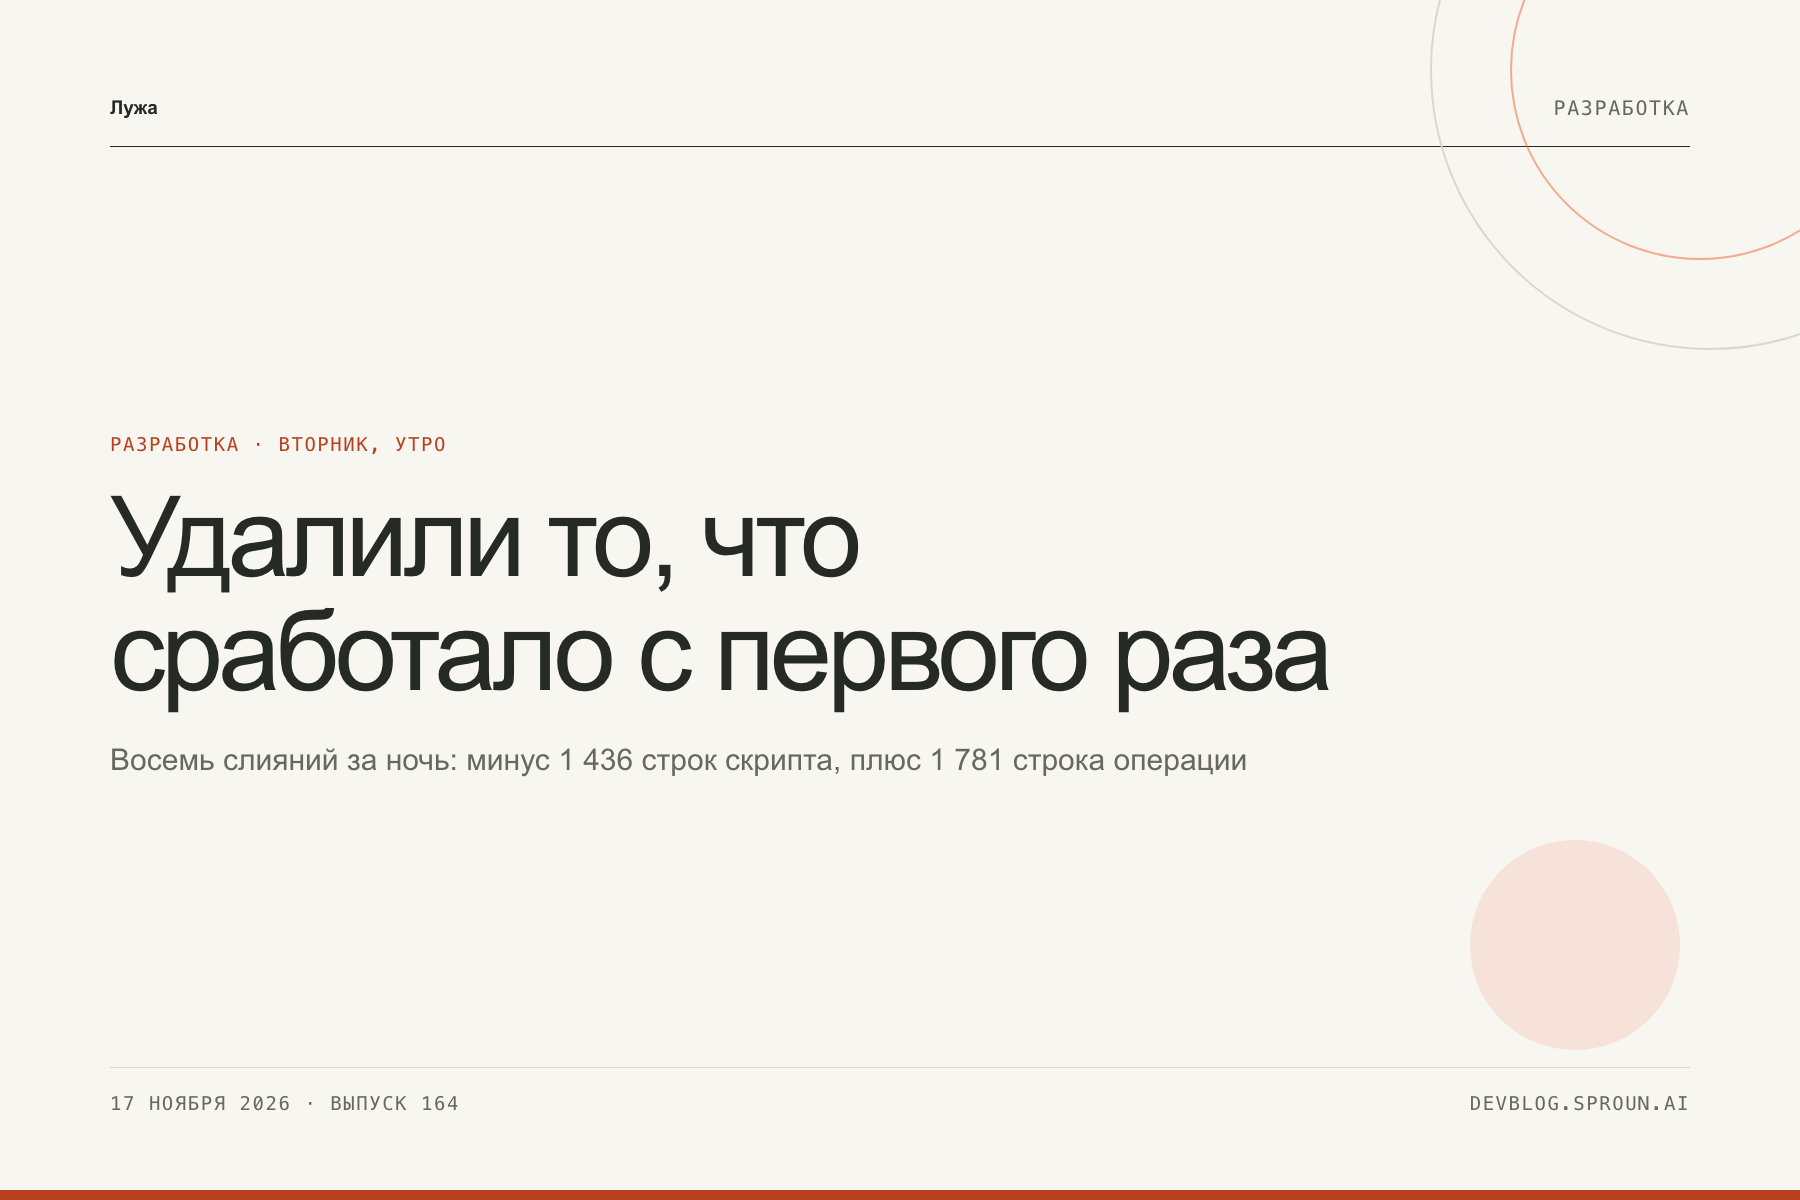 Лужа
РАЗРАБОТКА
РАЗРАБОТКА · ВТОРНИК, УТРО
Удалили то, что
сработало с первого раза
Восемь слияний за ночь: минус 1 436 строк скрипта, плюс 1 781 строка операции
17 НОЯБРЯ 2026 · ВЫПУСК 164
DEVBLOG.SPROUN.AI